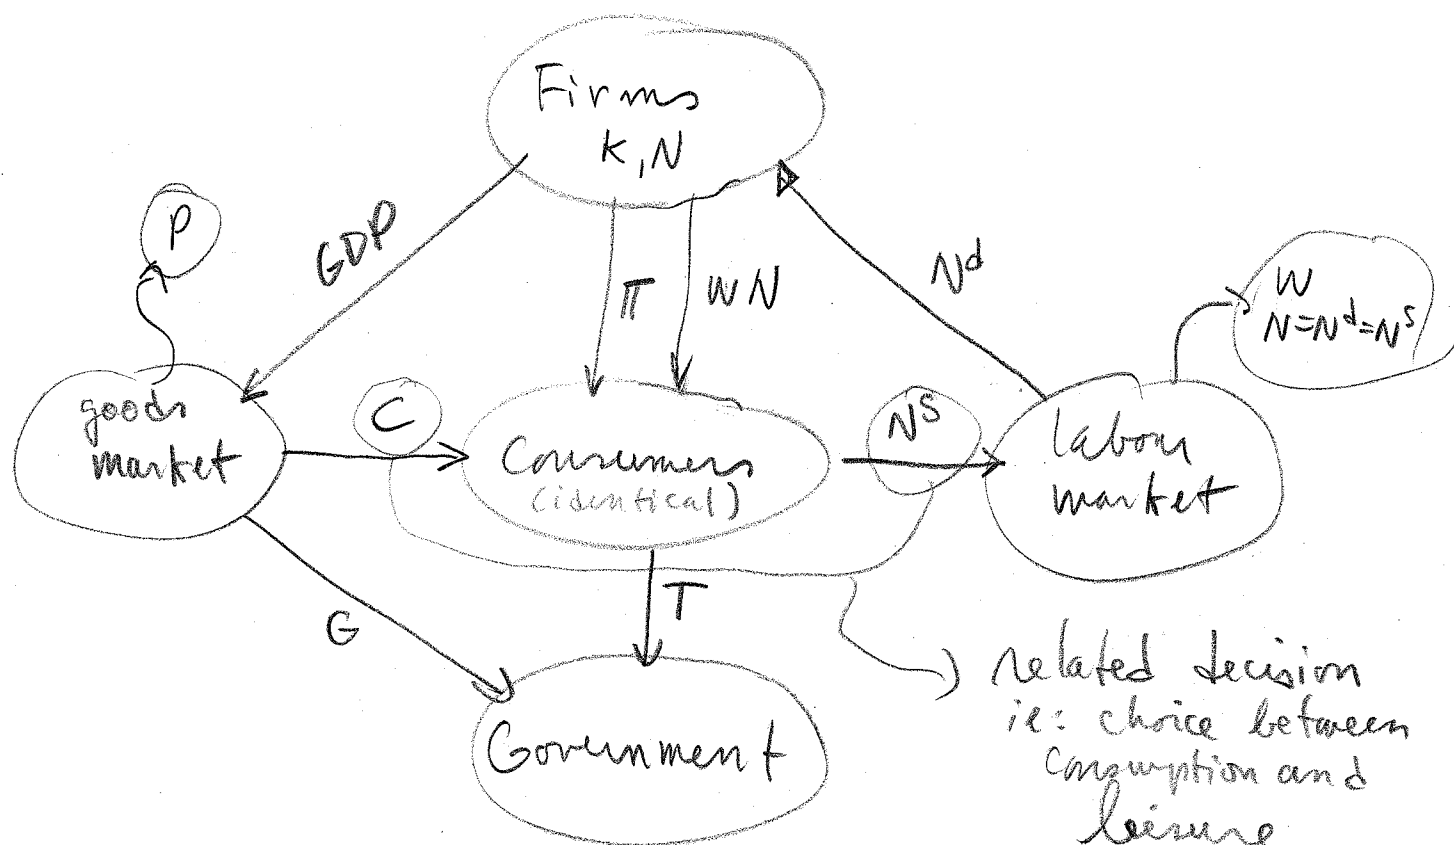 Firms
K, N
P
GDP
π
WN
N^d
W
N=N^d=N^s
goods
market
C
Consumers
(identical)
N^s
labour
market
G
T
Government
related decision
ie: choice between
consumption and
leisure